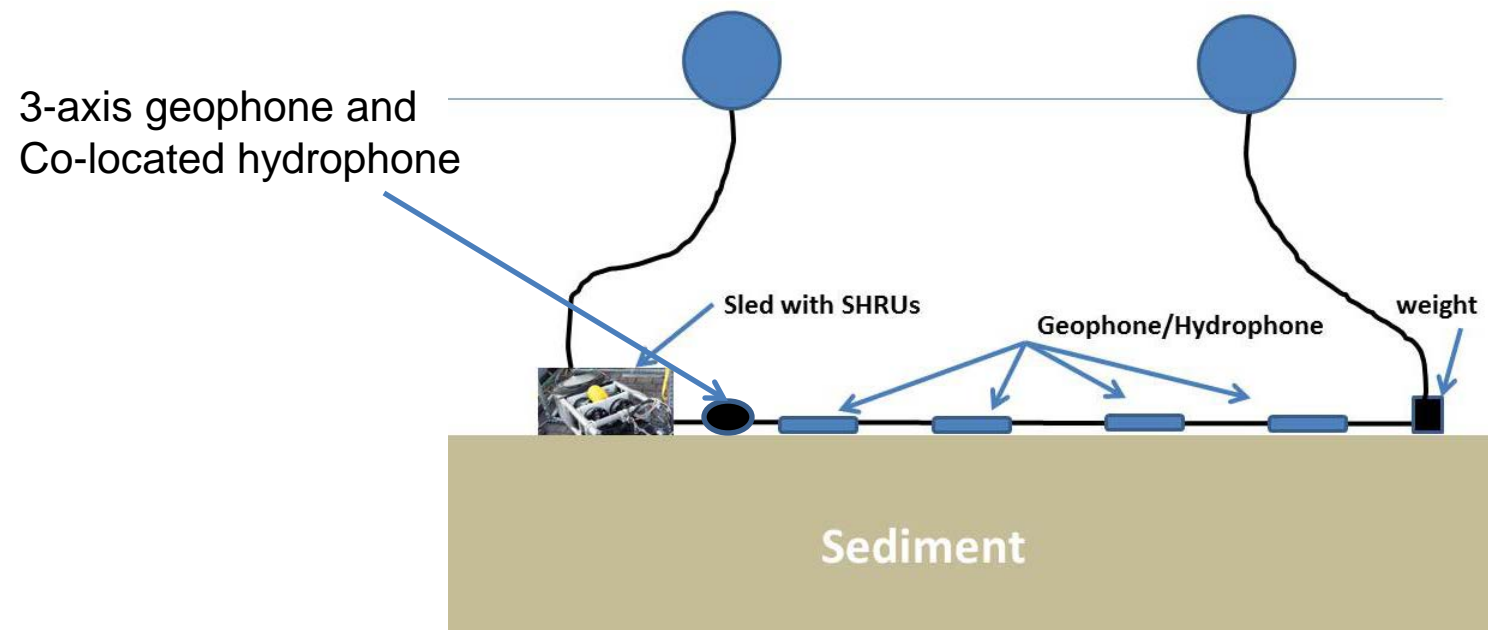 3-axis geophone and
Co-located hydrophone
Sled with SHRUs
Geophone/Hydrophone
weight
Sediment